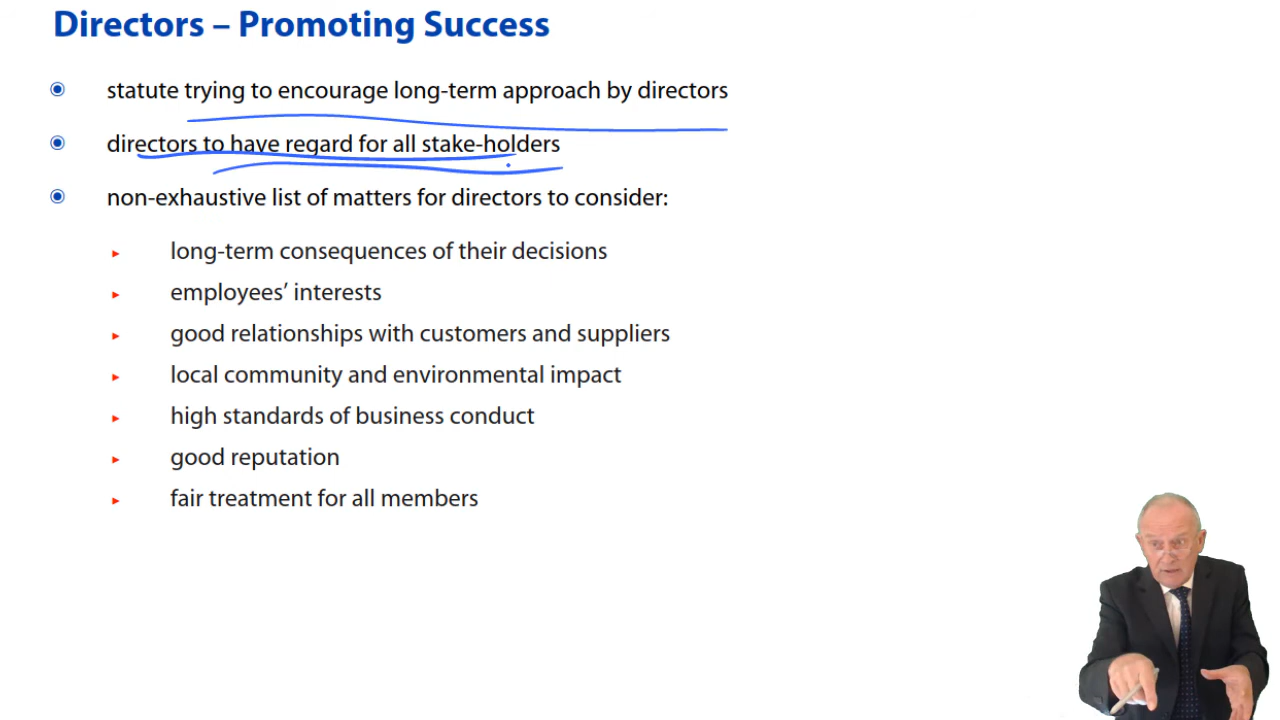 Directors – Promoting Success
statute trying to encourage long-term approach by directors
directors to have regard for all stake-holders
non-exhaustive list of matters for directors to consider:
long-term consequences of their decisions
employees’ interests
good relationships with customers and suppliers
local community and environmental impact
high standards of business conduct
good reputation
fair treatment for all members